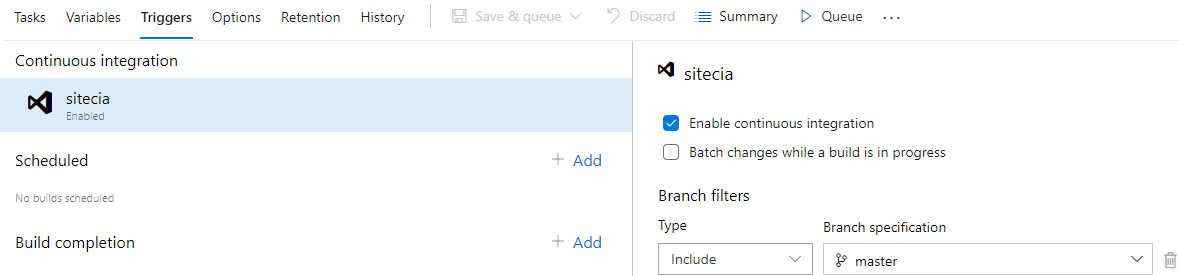 Tasks Variables Triggers Options Retention History Save & queue Discard Summary Queue ...
Continuous integration
sitecia
Enabled
Scheduled + Add
No builds scheduled
Build completion + Add
sitecia
Enable continuous integration
Batch changes while a build is in progress
Branch filters
Type Branch specification
Include master